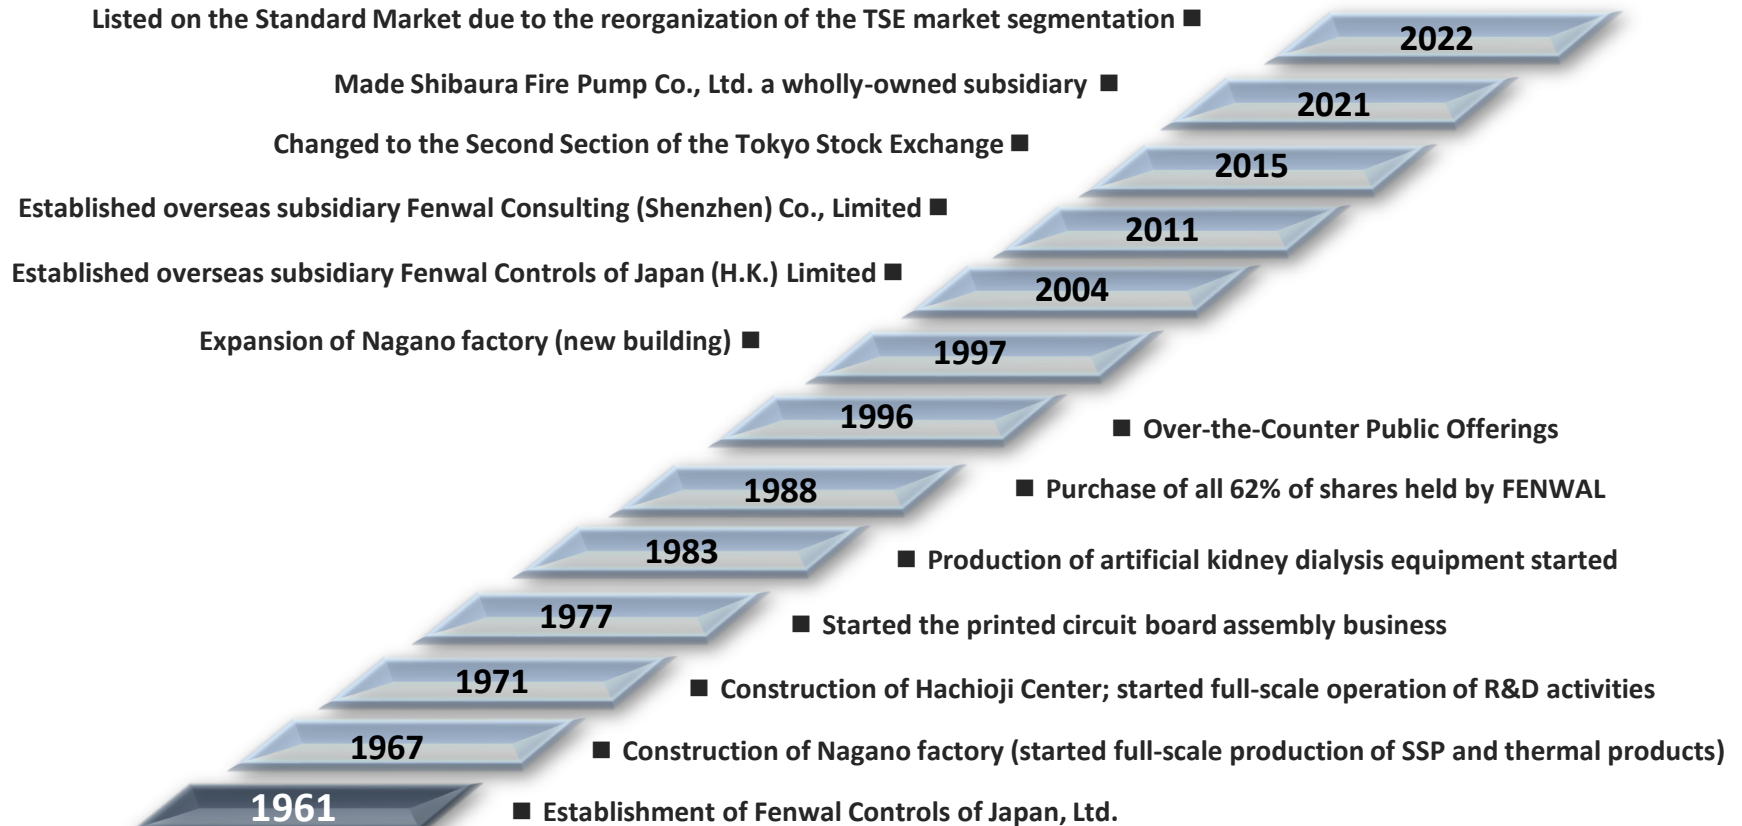 Listed on the Standard Market due to the reorganization of the TSE market segmentation ■
2022
Made Shibaura Fire Pump Co., Ltd. a wholly-owned subsidiary ■
2021
Changed to the Second Section of the Tokyo Stock Exchange ■
2015
Established overseas subsidiary Fenwal Consulting (Shenzhen) Co., Limited ■
2011
Established overseas subsidiary Fenwal Controls of Japan (H.K.) Limited ■
2004
Expansion of Nagano factory (new building) ■
1997
1996
■ Over-the-Counter Public Offerings
1988
■ Purchase of all 62% of shares held by FENWAL
1983
■ Production of artificial kidney dialysis equipment started
1977
■ Started the printed circuit board assembly business
1971
■ Construction of Hachioji Center; started full-scale operation of R&D activities
1967
■ Construction of Nagano factory (started full-scale production of SSP and thermal products)
1961
■ Establishment of Fenwal Controls of Japan, Ltd.